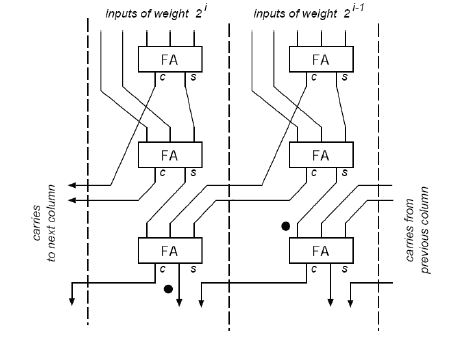 inputs of weight 2^i
inputs of weight 2^i-1
FA
c s
FA
c s
FA
c s
FA
c s
carries
to next column
carries from
previous column
FA
c s
FA
c s